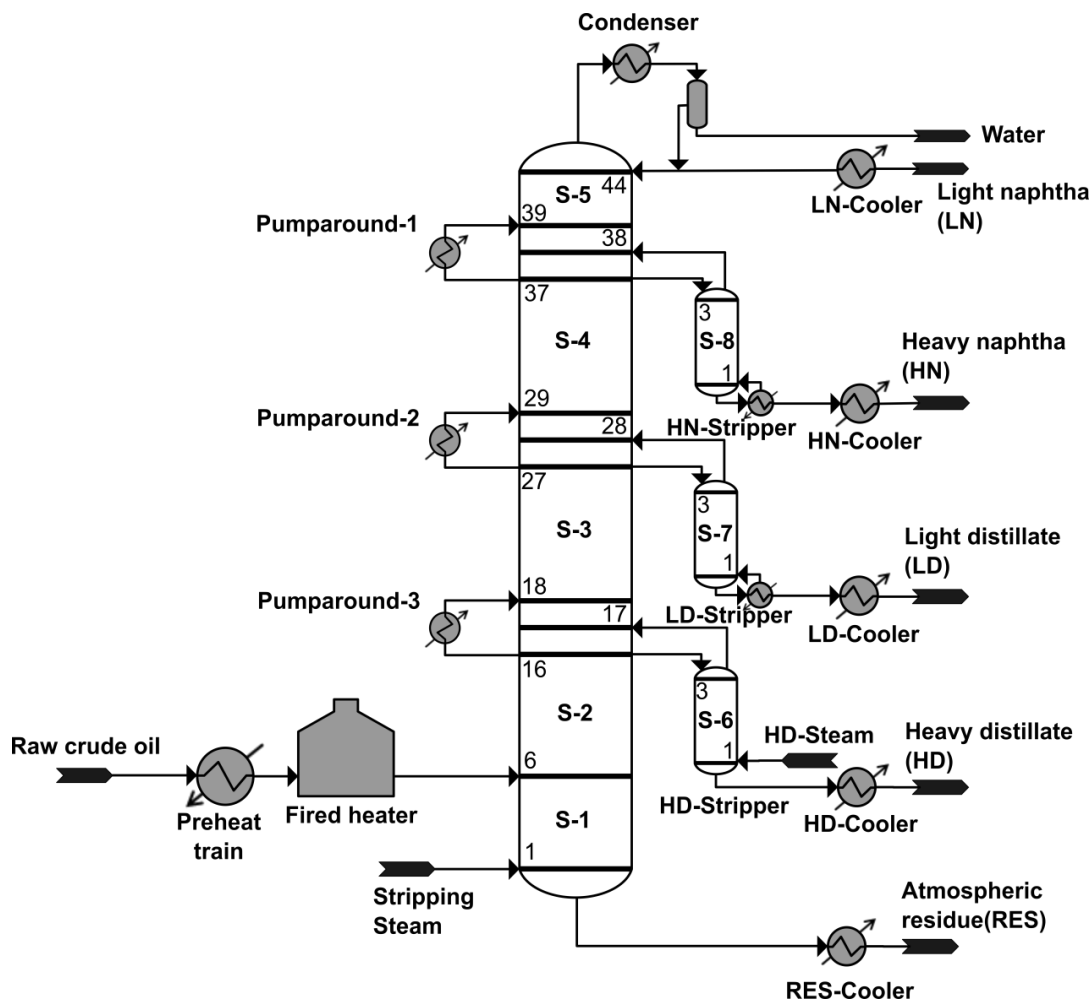 Condenser
Water
44
S-5
LN-Cooler
Light naphtha
(LN)
Pumparound-1
39
38
37
3
S-8
1
S-4
Heavy naphtha
(HN)
HN-Stripper
HN-Cooler
Pumparound-2
29
28
27
3
S-7
1
S-3
Light distillate
(LD)
LD-Stripper
LD-Cooler
Pumparound-3
18
17
16
3
S-6
1
S-2
HD-Steam
Heavy distillate
(HD)
HD-Stripper
HD-Cooler
Raw crude oil
Preheat
train
Fired heater
6
S-1
1
Stripping
Steam
Atmospheric
residue(RES)
RES-Cooler